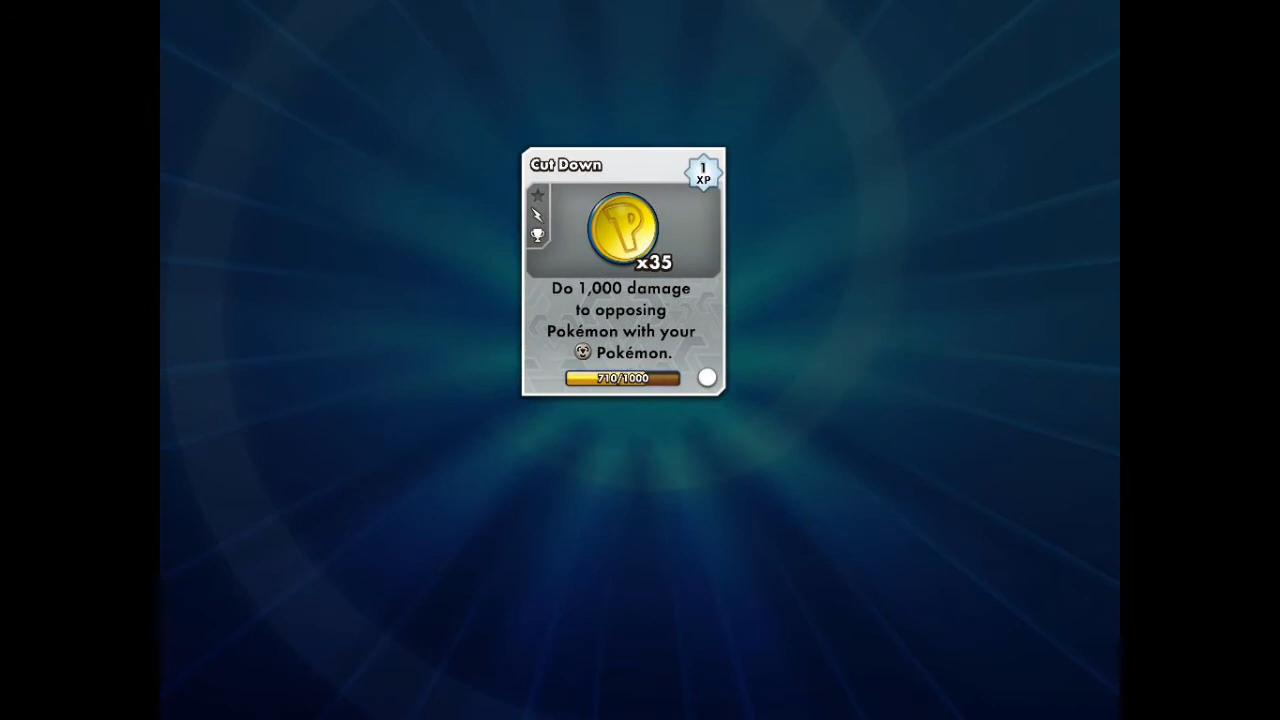 Cut Down
1
XP
x35
Do 1,000 damage
to opposing
Pokémon with your
Pokémon.
710/1000